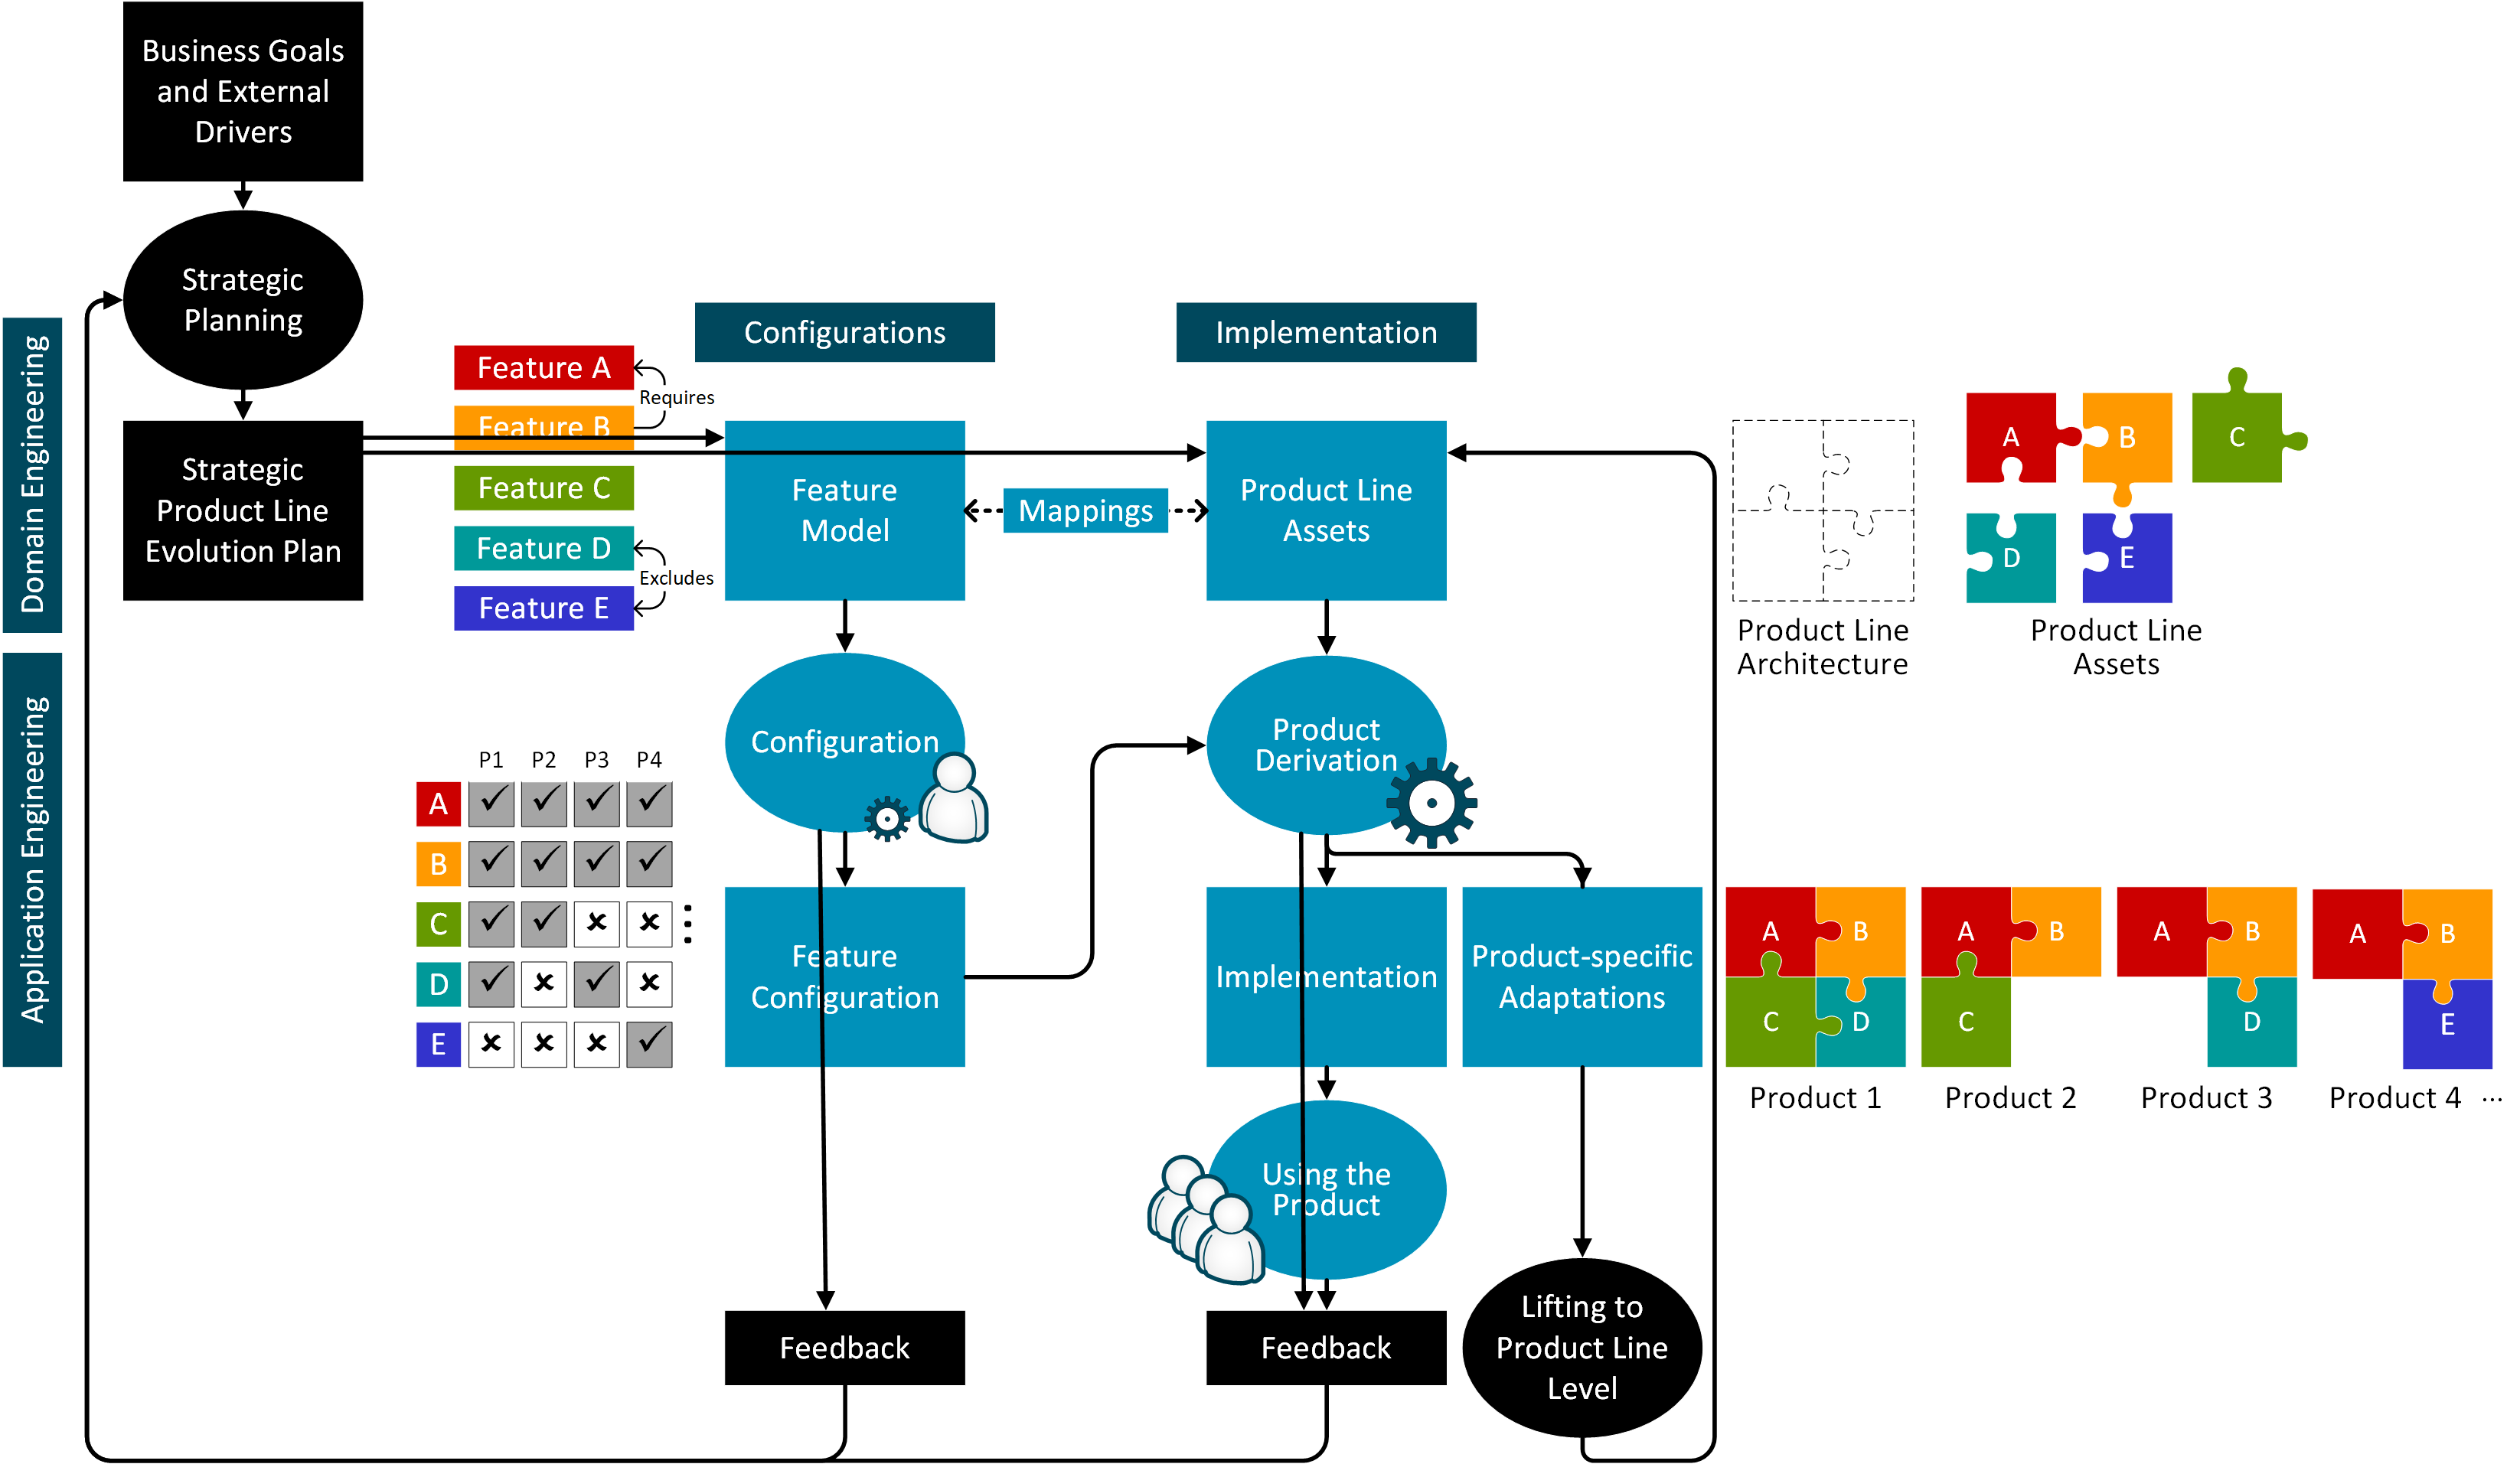 Business Goals
and External
Drivers
Strategic
Planning
Strategic
Product Line
Evolution Plan
Domain Engineering
Application Engineering
Configurations
Implementation
Feature A
Requires
Feature B
Feature C
Feature D
Excludes
Feature E
Feature
Model
Mappings
Product Line
Assets
Product Line
Architecture
A
B
C
D
E
Product Line
Assets
Configuration
Product
Derivation
P1 P2 P3 P4
A ✓ ✓ ✓ ✓
B ✓ ✓ ✓ ✓
C ✓ ✓ ✗ ✗
D ✓ ✗ ✓ ✗
E ✗ ✗ ✗ ✓
Feature
Configuration
Implementation
Product-specific
Adaptations
A B
C D
Product 1
A B
C
Product 2
A B
D
Product 3
A B
E
Product 4 ...
Using the
Product
Feedback
Feedback
Lifting to
Product Line
Level